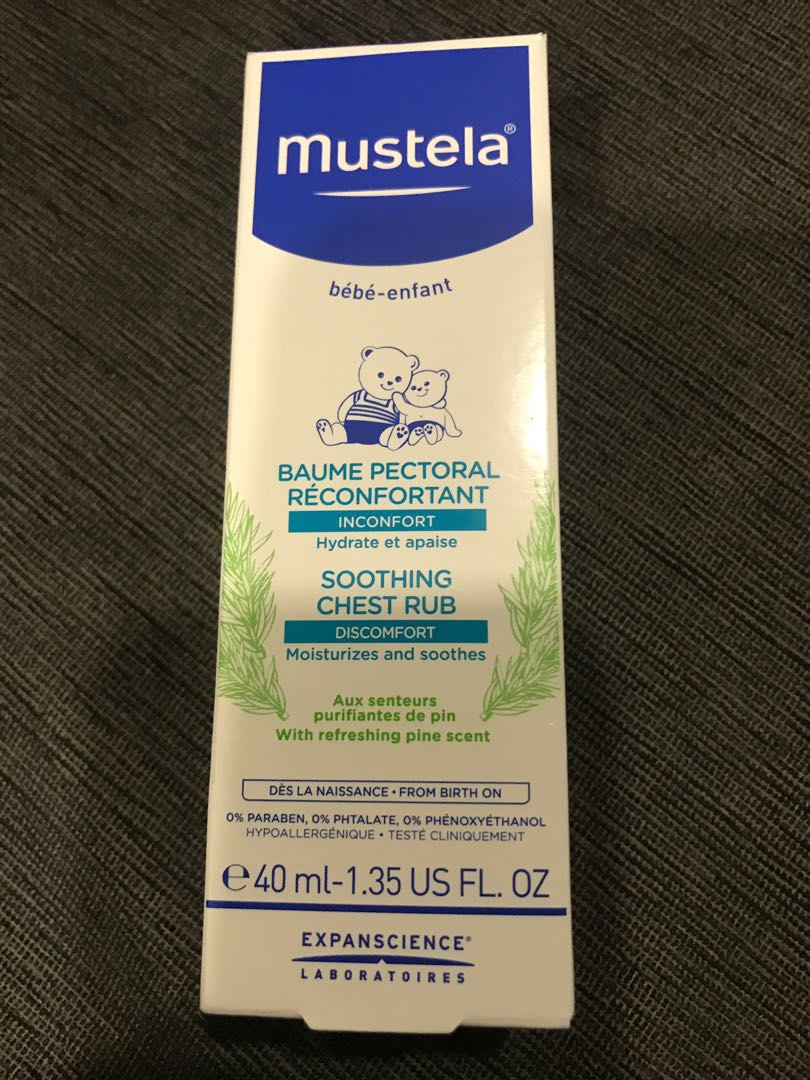 mustela®
bébé-enfant
BAUME PECTORAL
RÉCONFORTANT
INCONFORT
Hydrate et apaise
SOOTHING
CHEST RUB
DISCOMFORT
Moisturizes and soothes
Aux senteurs
purifiantes de pin
With refreshing pine scent
DÈS LA NAISSANCE • FROM BIRTH ON
0% PARABEN, 0% PHTALATE, 0% PHÉNOXYÉTHANOL
HYPOALLERGÉNIQUE • TESTÉ CLINIQUEMENT
℮40 ml-1.35 US FL. OZ
EXPANSCIENCE®
LABORATOIRES